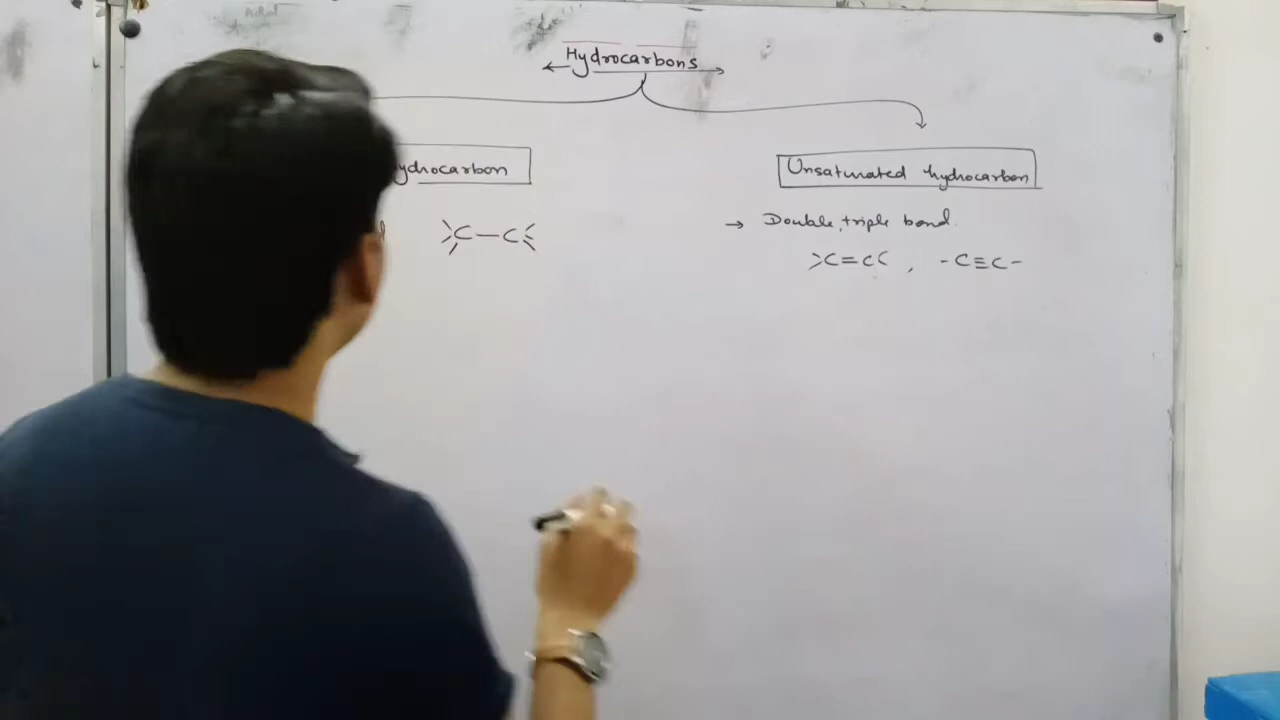 Hydrocarbons
ydrocarbon
Unsaturated hydrocarbon
→ Double, triple bond.
C—C
>C=C< , -C≡C-